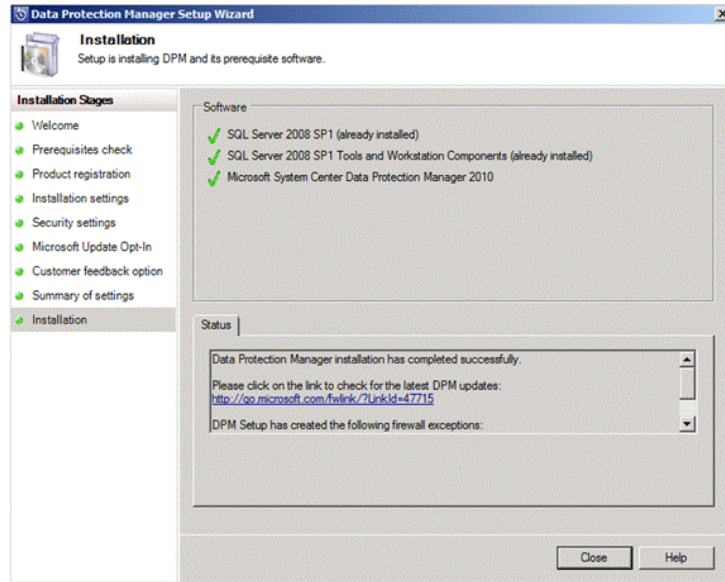 Data Protection Manager Setup Wizard
Installation
Setup is installing DPM and its prerequisite software.
Installation Stages
Welcome
Prerequisites check
Product registration
Installation settings
Security settings
Microsoft Update Opt-In
Customer feedback option
Summary of settings
Installation
Software
SQL Server 2008 SP1 (already installed)
SQL Server 2008 SP1 Tools and Workstation Components (already installed)
Microsoft System Center Data Protection Manager 2010
Status
Data Protection Manager installation has completed successfully.
Please click on the link to check for the latest DPM updates:
http://go.microsoft.com/fwlink/?LinkId=47715
DPM Setup has created the following firewall exceptions:
Close
Help